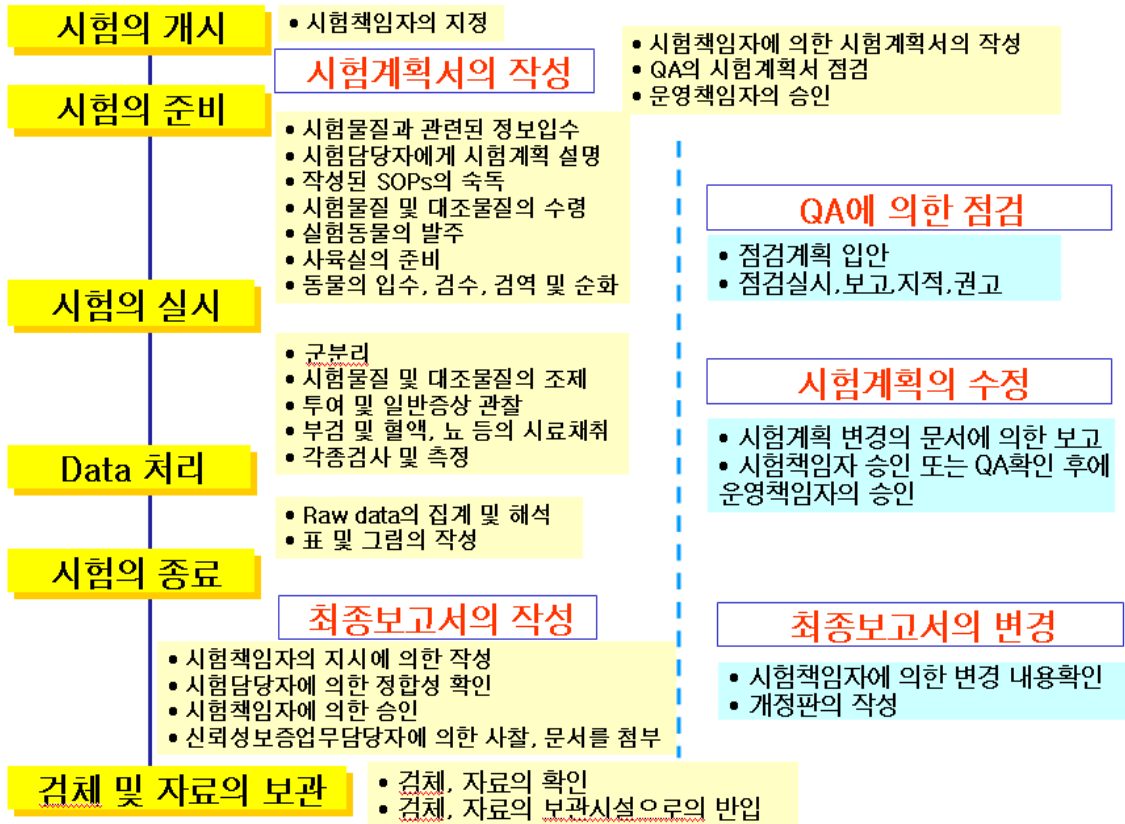 시험의 개시
• 시험책임자의 지정
시험계획서의 작성
• 시험책임자에 의한 시험계획서의 작성
• QA의 시험계획서 점검
• 운영책임자의 승인
시험의 준비
• 시험물질과 관련된 정보입수
• 시험담당자에게 시험계획 설명
• 작성된 SOPs의 숙독
• 시험물질 및 대조물질의 수령
• 실험동물의 발주
• 사육실의 준비
• 동물의 입수, 검수, 검역 및 순화
QA에 의한 점검
• 점검계획 입안
• 점검실시,보고,지적,권고
시험의 실시
• 군분리
• 시험물질 및 대조물질의 조제
• 투여 및 일반증상 관찰
• 부검 및 혈액, 뇨 등의 시료채취
• 각종검사 및 측정
시험계획의 수정
• 시험계획 변경의 문서에 의한 보고
• 시험책임자 승인 또는 QA확인 후에
운영책임자의 승인
Data 처리
• Raw data의 집계 및 해석
• 표 및 그림의 작성
시험의 종료
최종보고서의 작성
• 시험책임자의 지시에 의한 작성
• 시험담당자에 의한 정합성 확인
• 시험책임자에 의한 승인
• 신뢰성보증업무담당자에 의한 사찰, 문서를 첨부
최종보고서의 변경
• 시험책임자에 의한 변경 내용확인
• 개정판의 작성
검체 및 자료의 보관
• 검체, 자료의 확인
• 검체, 자료의 보관시설으로의 반입